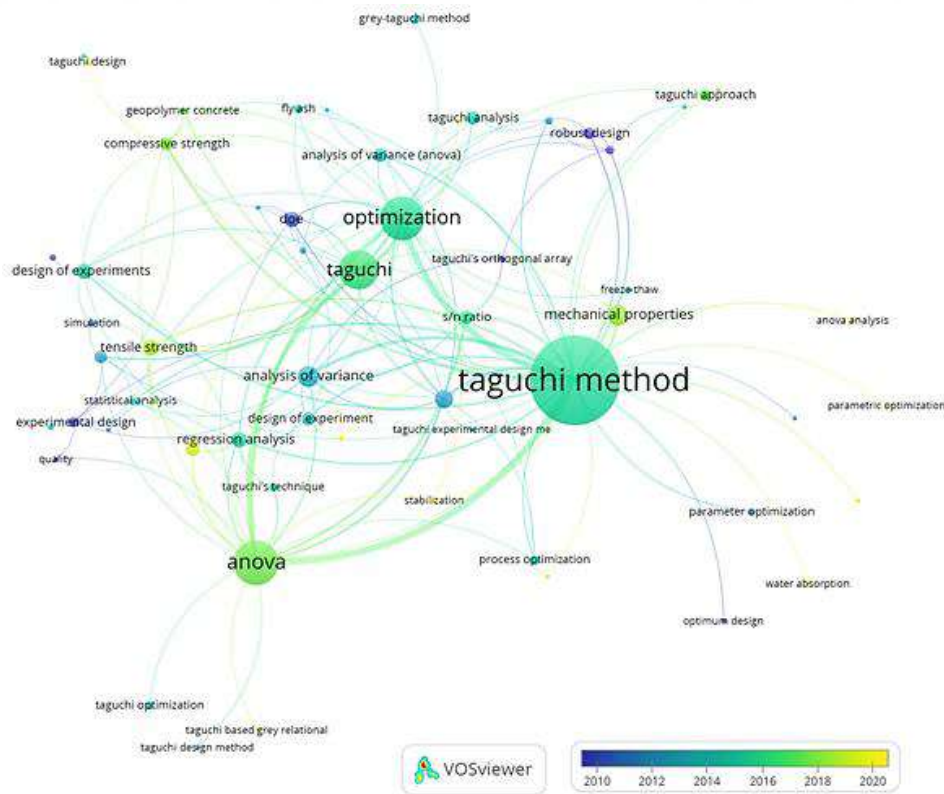 grey-taguchi method
taguchi design
taguchi approach
geopolymer concrete
fly ash
taguchi analysis
robust design
compressive strength
analysis of variance (anova)
doe
optimization
taguchi's orthogonal array
taguchi
design of experiments
freeze thaw
s/n ratio
mechanical properties
anova analysis
simulation
tensile strength
analysis of variance
taguchi method
statistical analysis
parametric optimization
experimental design
design of experiment
taguchi experimental design me
regression analysis
quality
taguchi's technique
stabilization
parameter optimization
anova
process optimization
water absorption
optimum design
taguchi optimization
taguchi based grey relational
taguchi design method
VOSviewer
2010 2012 2014 2016 2018 2020